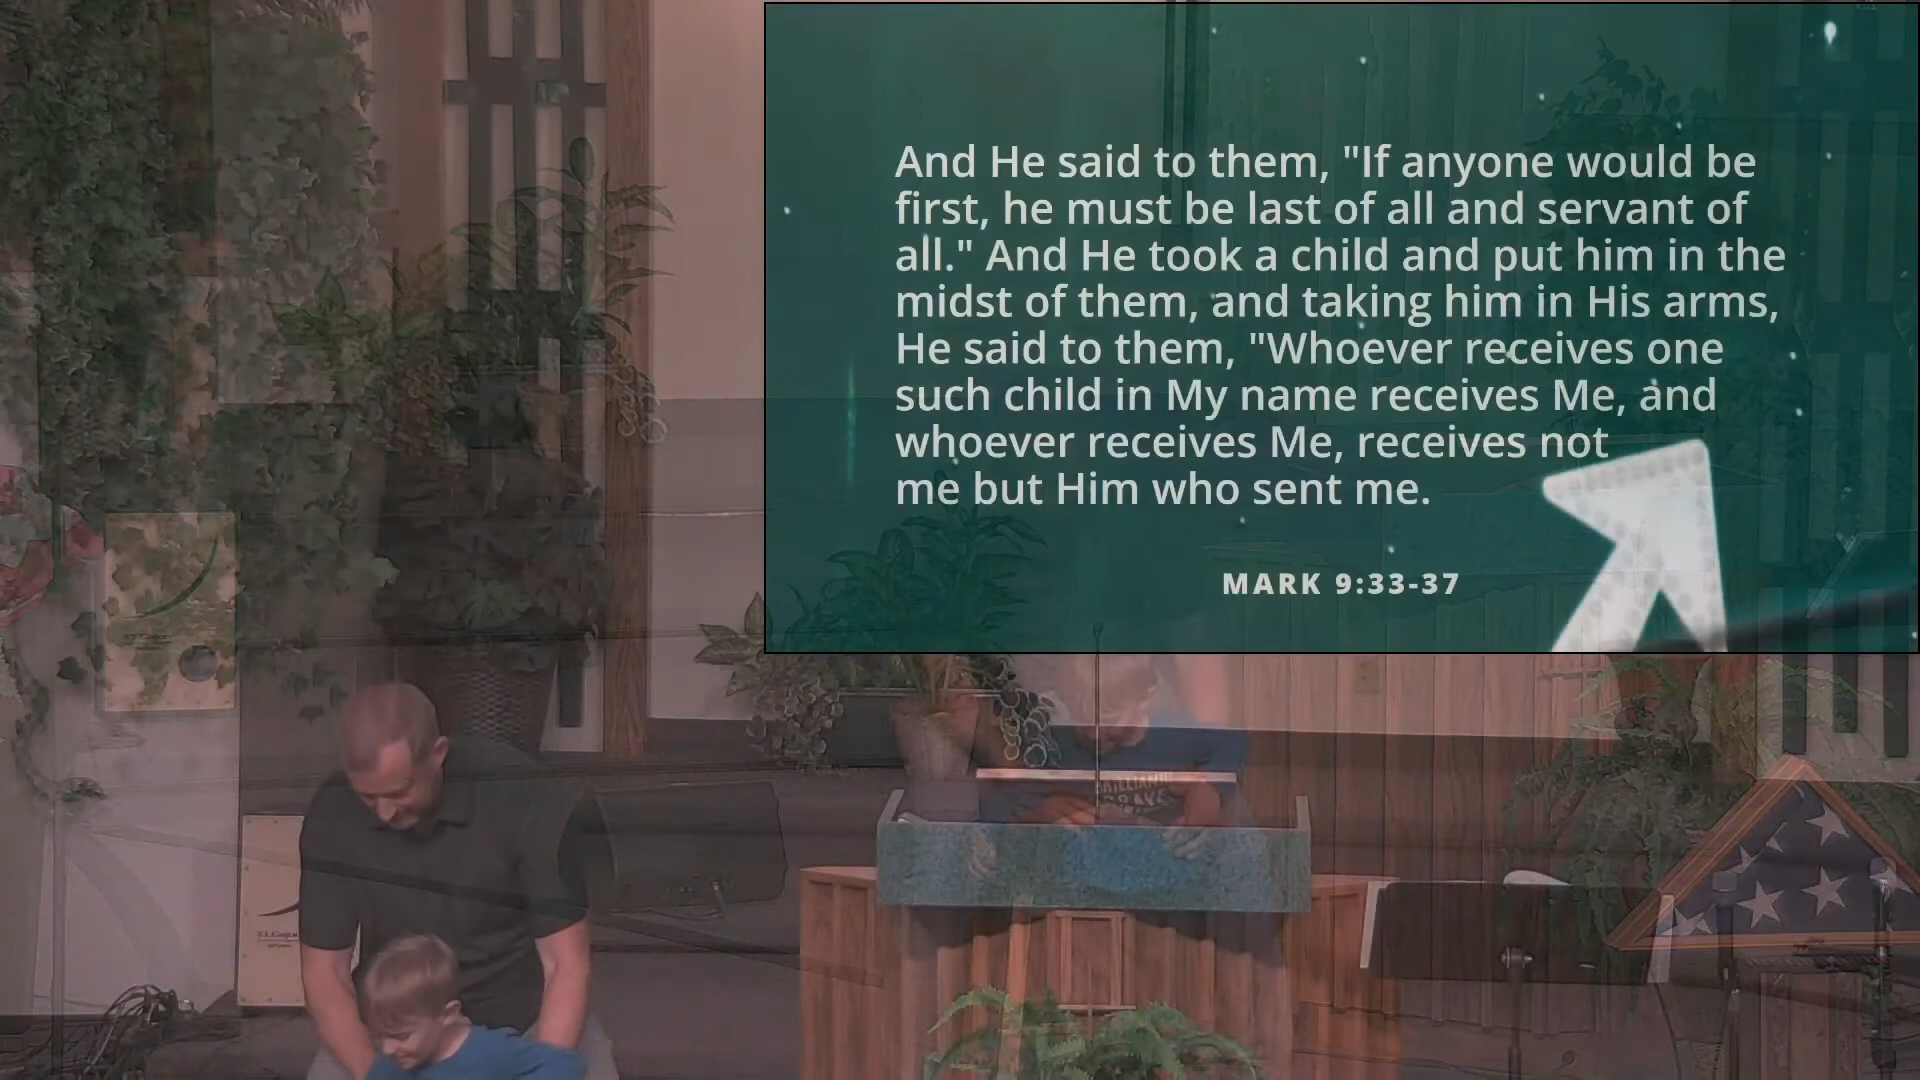 And He said to them, "If anyone would be
first, he must be last of all and servant of
all." And He took a child and put him in the
midst of them, and taking him in His arms,
He said to them, "Whoever receives one
such child in My name receives Me, and
whoever receives Me, receives not
me but Him who sent me.
MARK 9:33-37
BRILLIANT
BRAVE